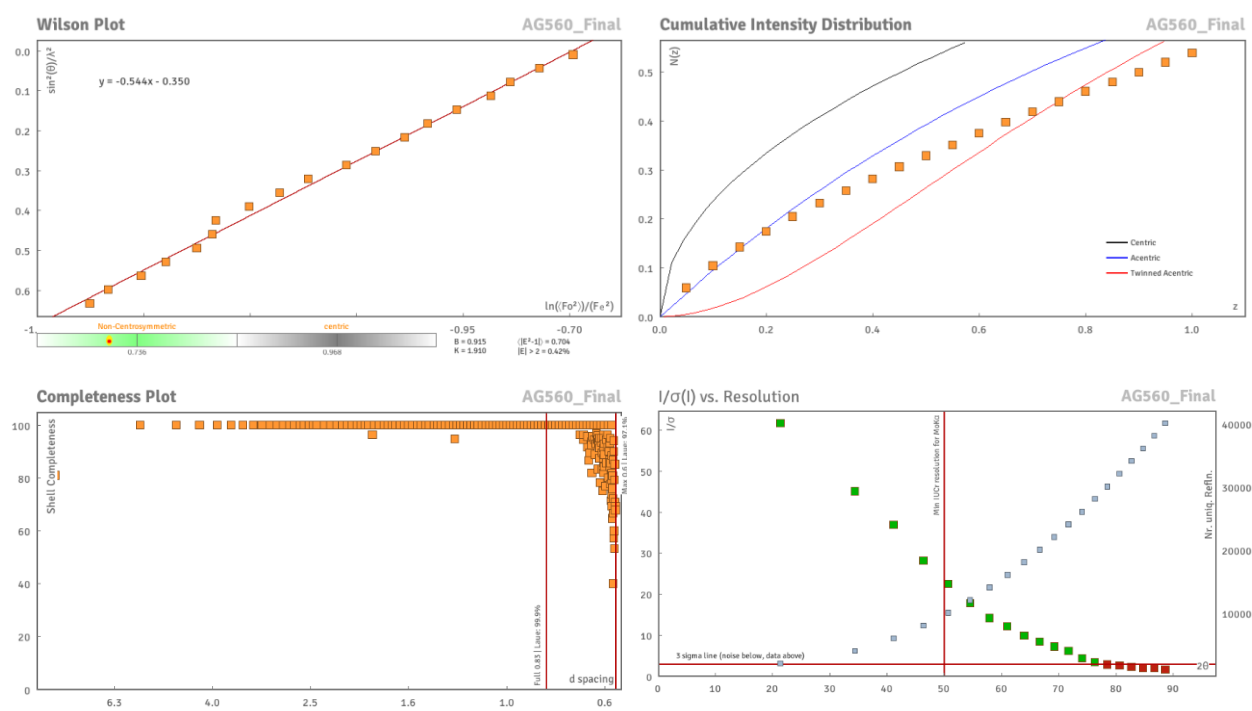 Wilson Plot
AG560_Final
sin²(θ)/λ²
y = -0.544x - 0.350
0.0
0.1
0.2
0.3
0.4
0.5
0.6
ln(⟨Fo²⟩)/(Fe²)
-1
-0.95
-0.70
Non-Centrosymmetric
centric
0.736
0.968
B = 0.915
K = 1.910
⟨|E²-1|⟩ = 0.704
|E| > 2 = 0.42%
Cumulative Intensity Distribution
AG560_Final
N(z)
0.5
0.4
0.3
0.2
0.1
0.0
Centric
Acentric
Twinned Acentric
z
0.0
0.2
0.4
0.6
0.8
1.0
Completeness Plot
AG560_Final
Shell Completeness
100
80
60
40
20
0
Full 0.83 | Laue: 99.9%
Max 0.6 | Laue: 97.1%
d spacing
6.3
4.0
2.5
1.6
1.0
0.6
I/σ(I) vs. Resolution
AG560_Final
I/σ
60
50
40
30
20
10
0
Min IUCr resolution for MoKα
Nr. uniq. Refln.
40000
30000
20000
10000
3 sigma line (noise below, data above)
2θ
0
10
20
30
40
50
60
70
80
90